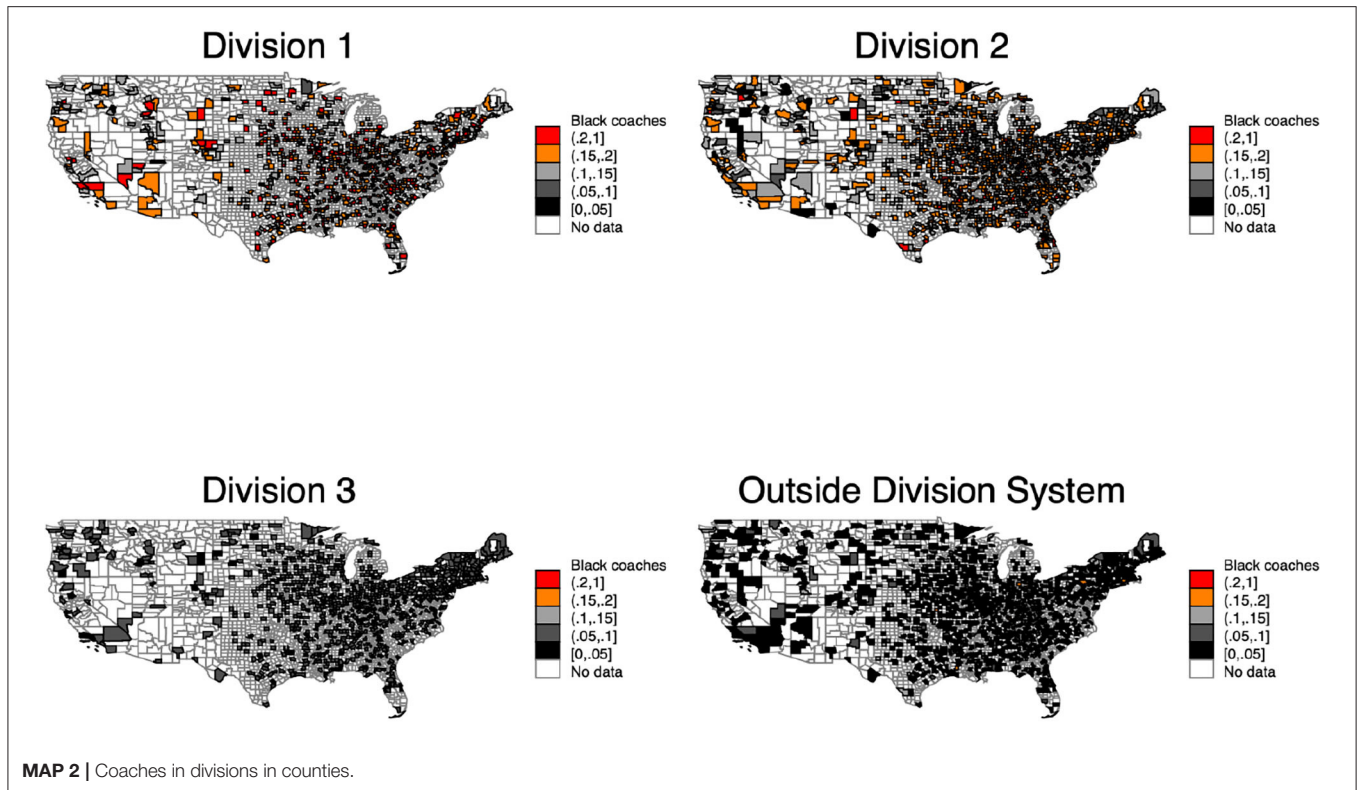 Division 1
Black coaches
(.2,1]
(.15,.2]
(.1,.15]
(.05,.1]
[0,.05]
No data
Division 2
Black coaches
(.2,1]
(.15,.2]
(.1,.15]
(.05,.1]
[0,.05]
No data
Division 3
Black coaches
(.2,1]
(.15,.2]
(.1,.15]
(.05,.1]
[0,.05]
No data
Outside Division System
Black coaches
(.2,1]
(.15,.2]
(.1,.15]
(.05,.1]
[0,.05]
No data
MAP 2 | Coaches in divisions in counties.